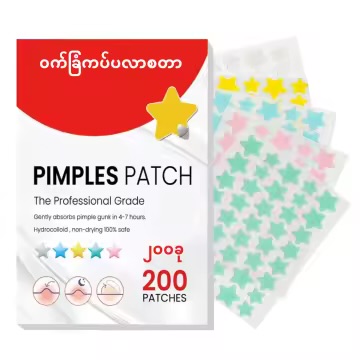 ဝက်ခြံကပ်ပလာစတာ
PIMPLES PATCH
The Professional Grade
Gently absorbs pimple gunk in 4-7 hours.
Hydrocolloid , non-drying 100% safe
၂၀၀ခု
200
PATCHES